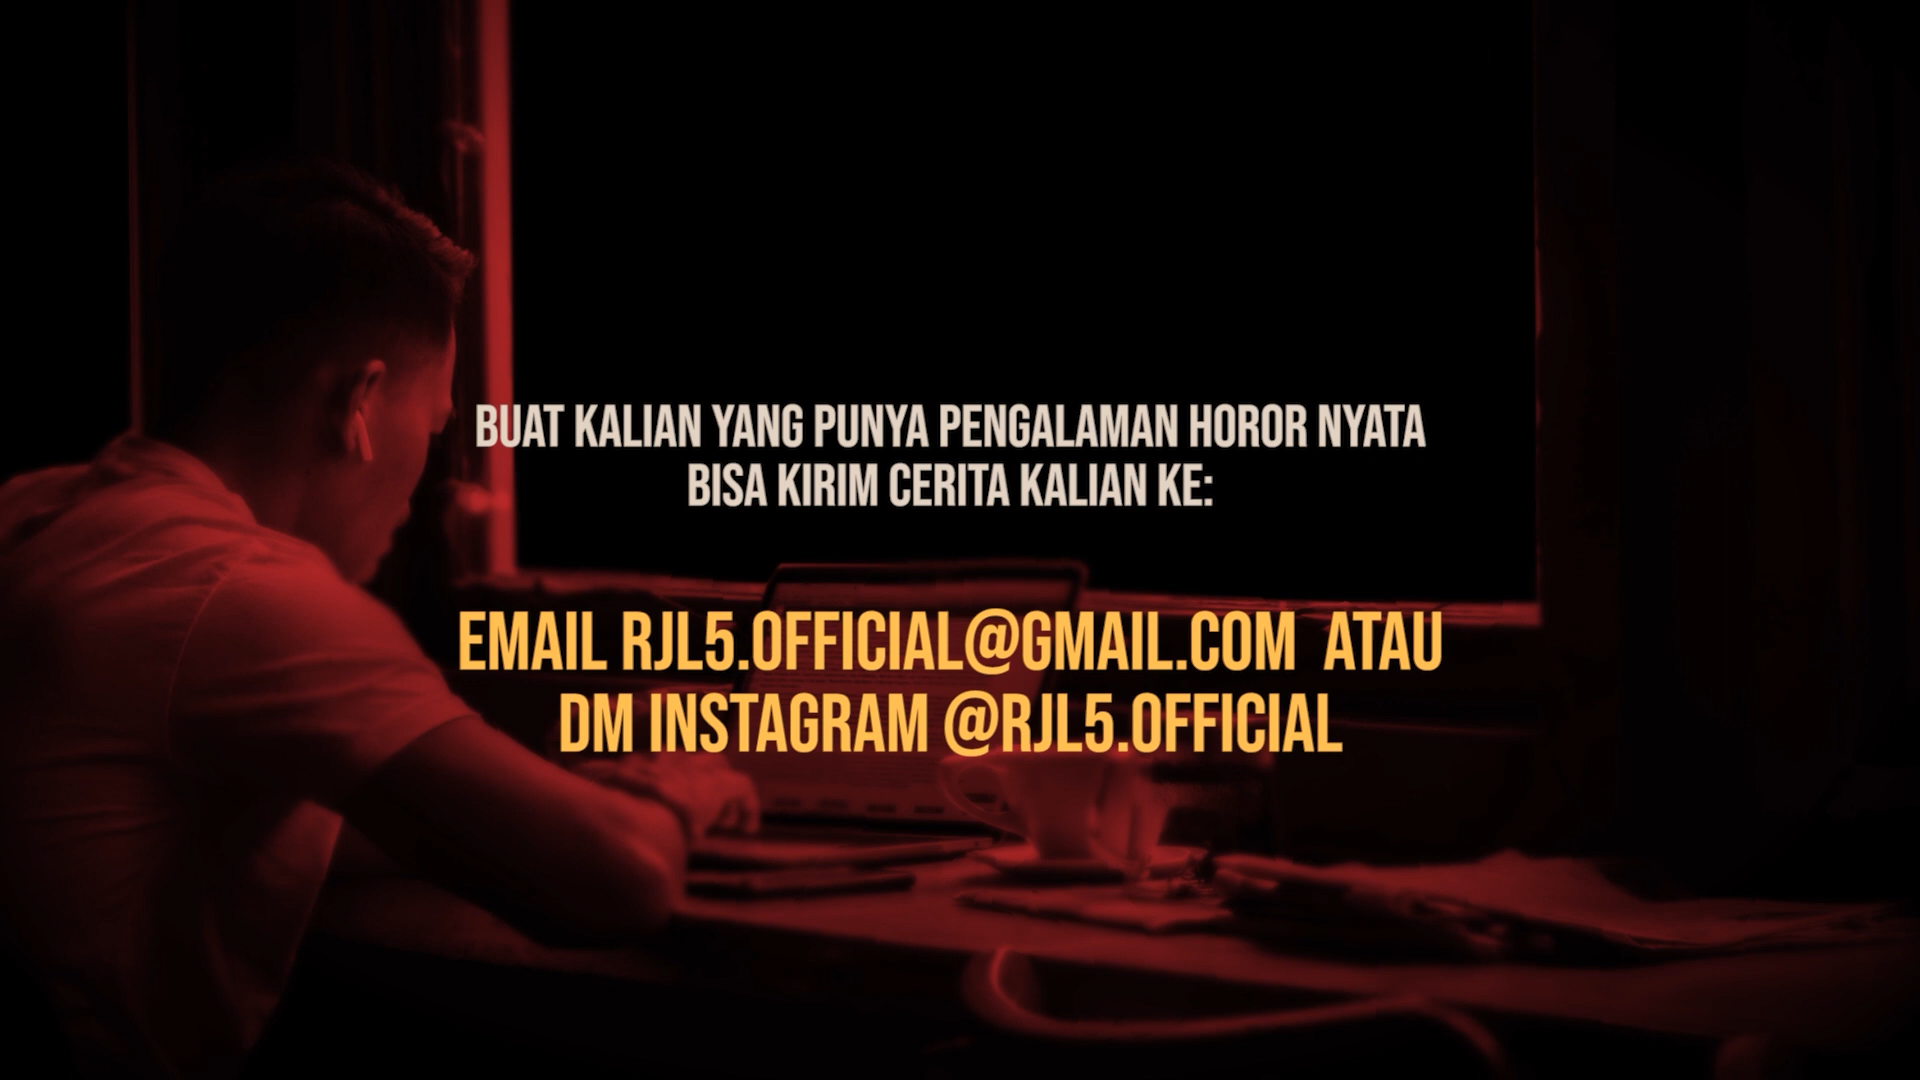 BUAT KALIAN YANG PUNYA PENGALAMAN HOROR NYATA
BISA KIRIM CERITA KALIAN KE:
EMAIL RJL5.OFFICIAL@GMAIL.COM ATAU
DM INSTAGRAM @RJL5.OFFICIAL